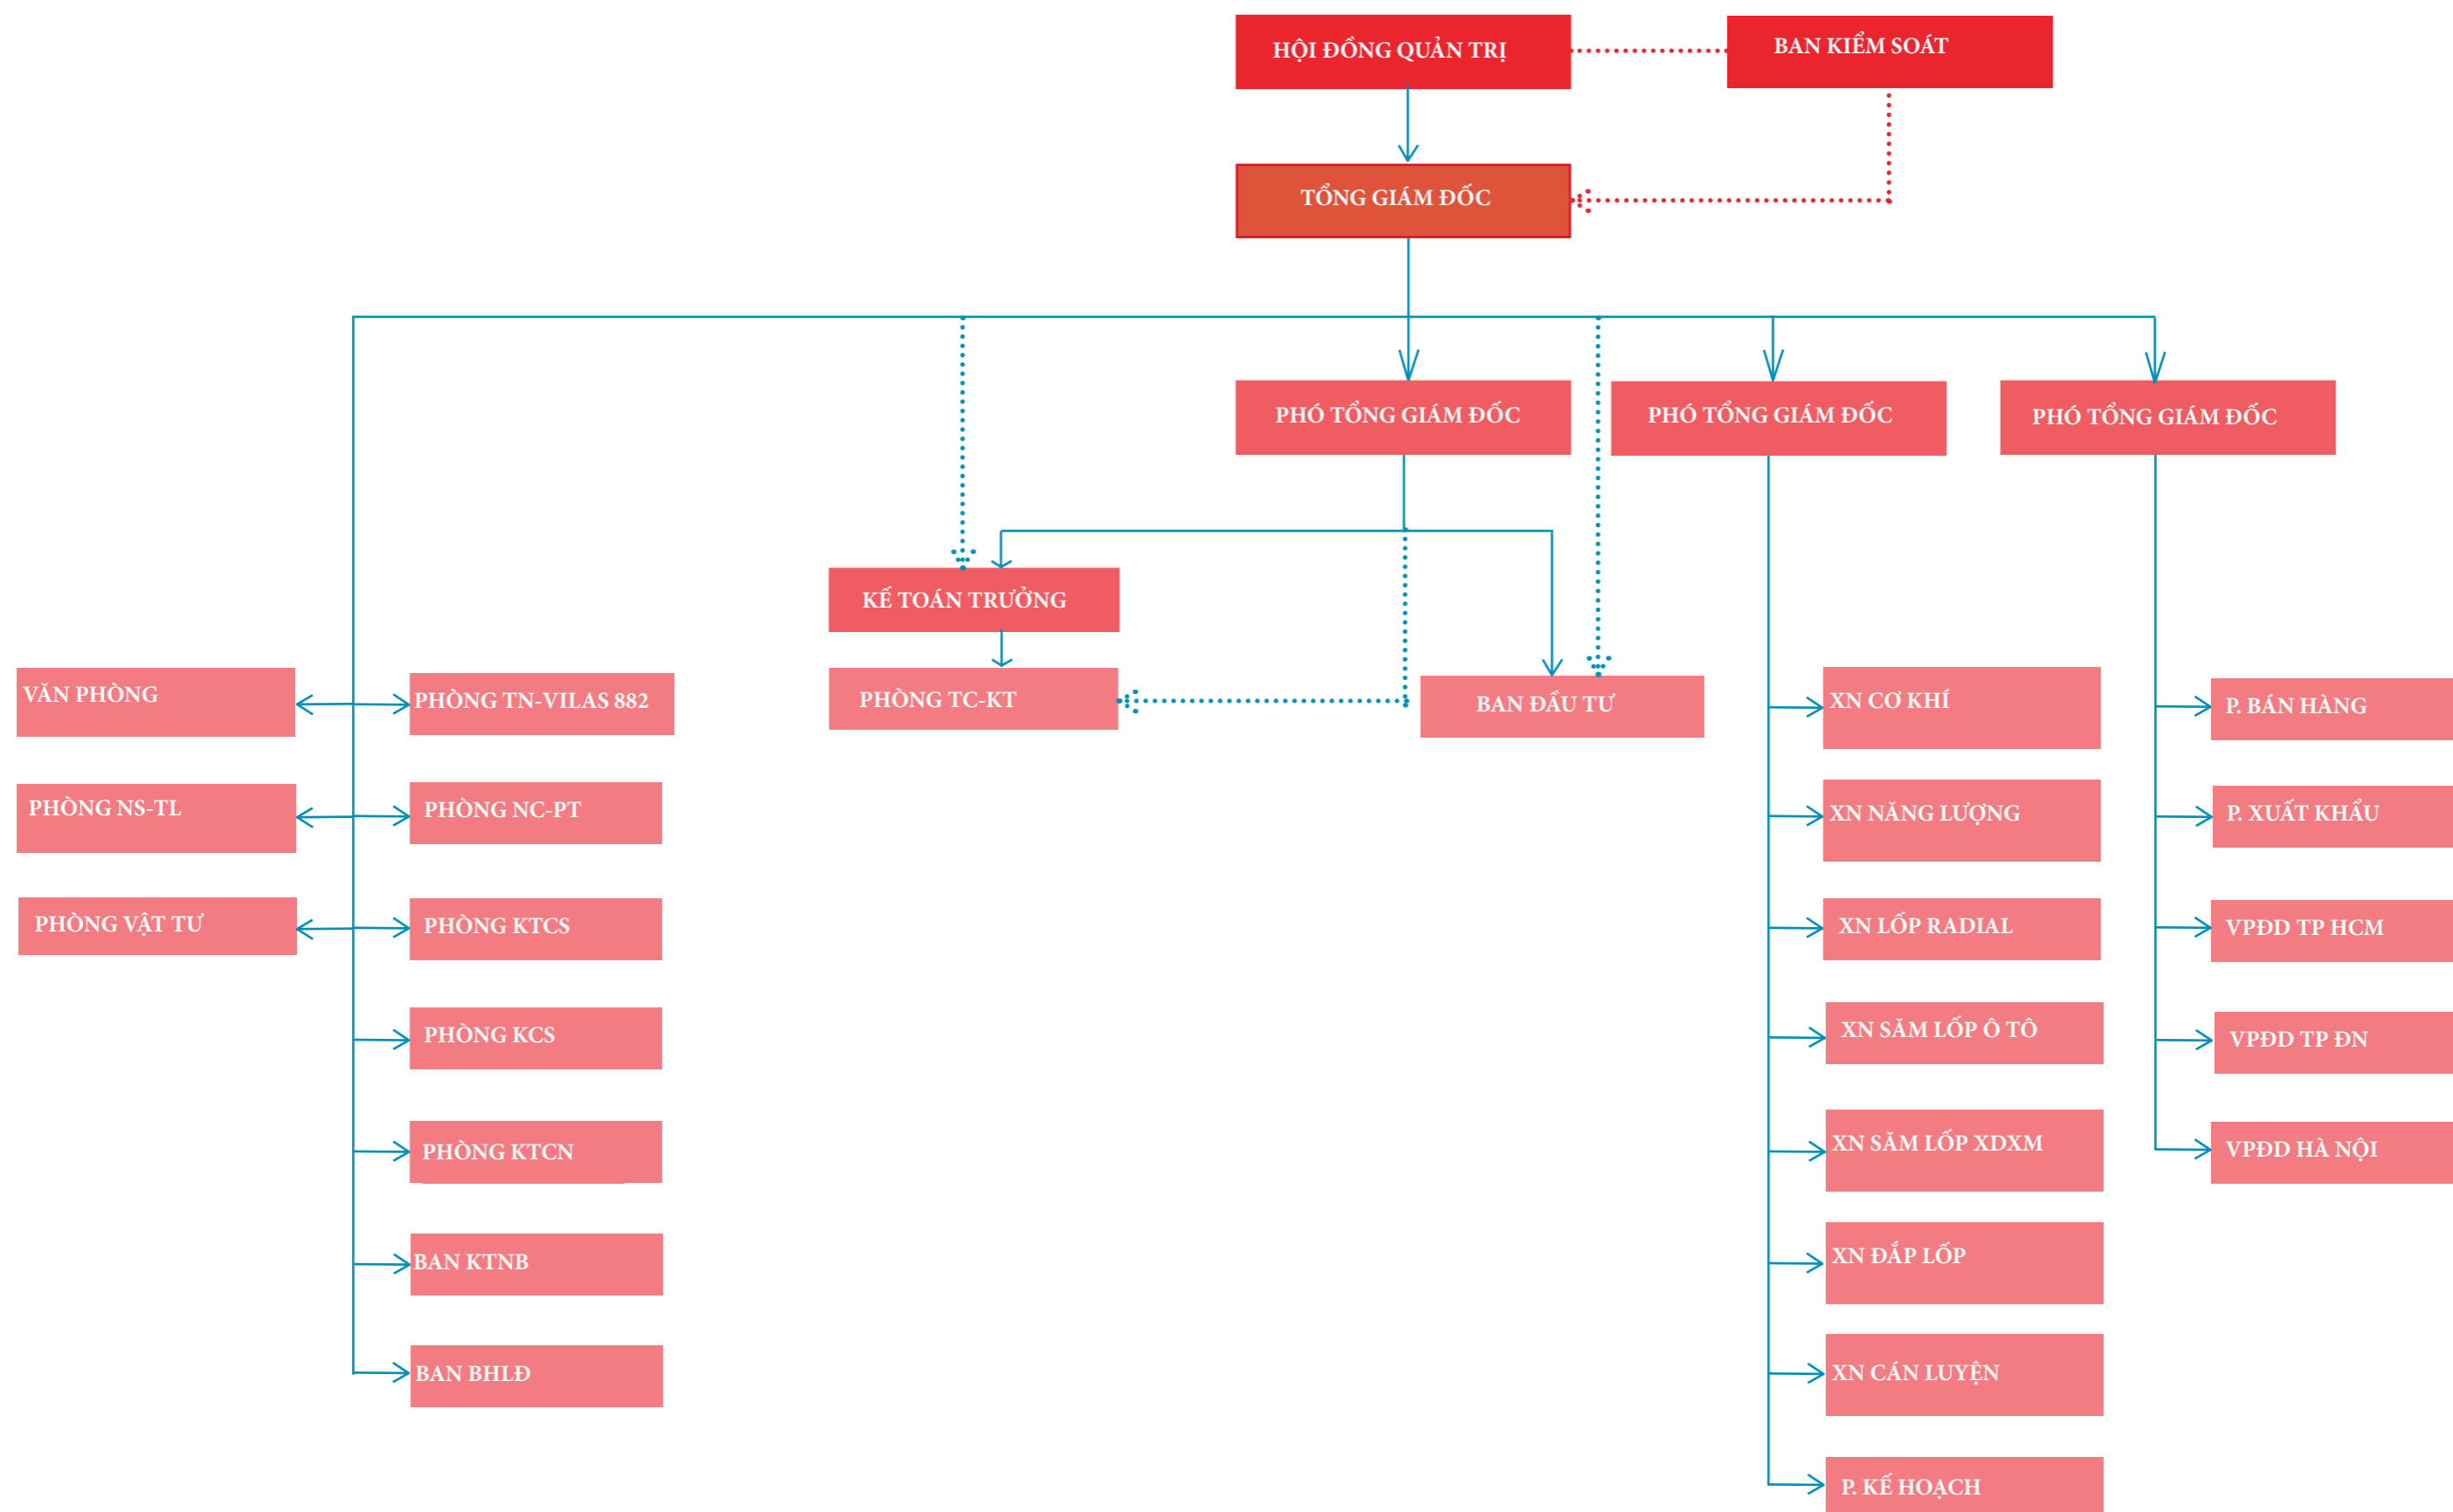 HỘI ĐỒNG QUẢN TRỊ
BAN KIỂM SOÁT
TỔNG GIÁM ĐỐC
PHÓ TỔNG GIÁM ĐỐC
PHÓ TỔNG GIÁM ĐỐC
PHÓ TỔNG GIÁM ĐỐC
KẾ TOÁN TRƯỞNG
PHÒNG TC-KT
BAN ĐẦU TƯ
VĂN PHÒNG
PHÒNG NS-TL
PHÒNG VẬT TƯ
PHÒNG TN-VILAS 882
PHÒNG NC-PT
PHÒNG KTCS
PHÒNG KCS
PHÒNG KTCN
BAN KTNB
BAN BHLĐ
XN CƠ KHÍ
XN NĂNG LƯỢNG
XN LỐP RADIAL
XN SĂM LỐP Ô TÔ
XN SĂM LỐP XDXM
XN ĐẮP LỐP
XN CÁN LUYỆN
P. KẾ HOẠCH
P. BÁN HÀNG
P. XUẤT KHẨU
VPĐD TP HCM
VPĐD TP ĐN
VPĐD HÀ NỘI